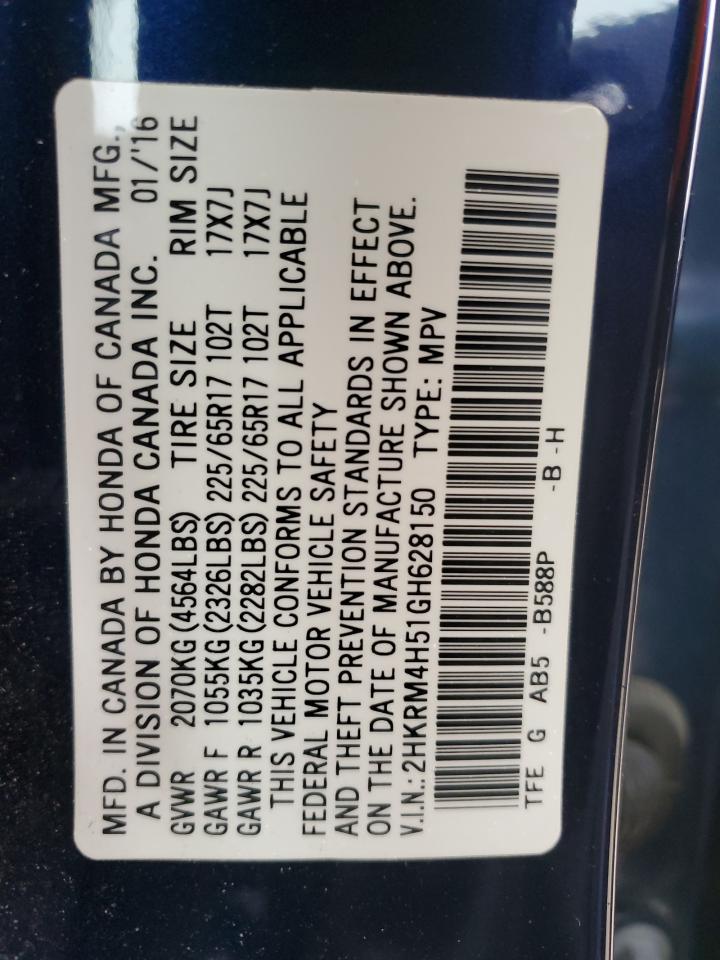 MFD. IN CANADA BY HONDA OF CANADA MFG.,
A DIVISION OF HONDA CANADA INC. 01/'16
GVWR 2070KG (4564LBS) TIRE SIZE RIM SIZE
GAWR F 1055KG (2326LBS) 225/65R17 102T 17X7J
GAWR R 1035KG (2282LBS) 225/65R17 102T 17X7J
THIS VEHICLE CONFORMS TO ALL APPLICABLE
FEDERAL MOTOR VEHICLE SAFETY
AND THEFT PREVENTION STANDARDS IN EFFECT
ON THE DATE OF MANUFACTURE SHOWN ABOVE.
V.I.N.: 2HKRM4H51GH628150 TYPE: MPV
TFE G AB5 -B588P -B -H